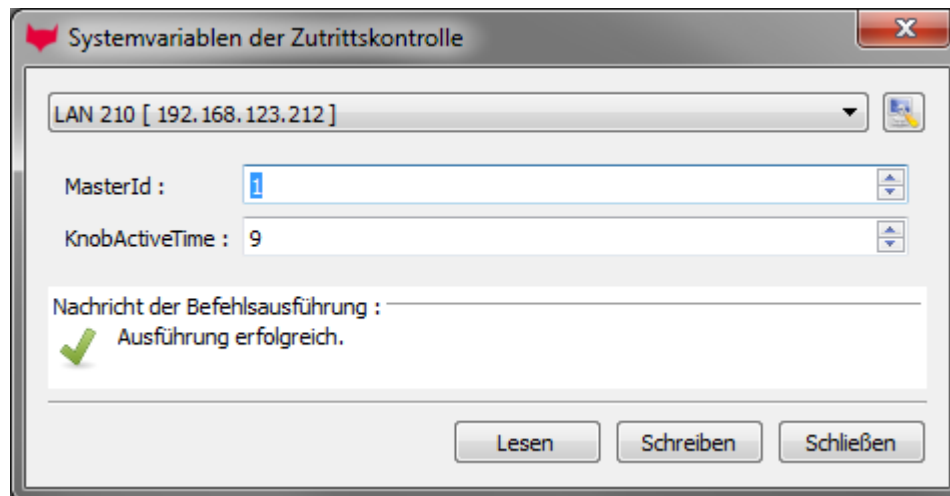 Systemvariablen der Zutrittskontrolle
LAN 210 [ 192.168.123.212 ]
MasterId : 1
KnobActiveTime : 9
Nachricht der Befehlsausführung :
Ausführung erfolgreich.
Lesen Schreiben Schließen